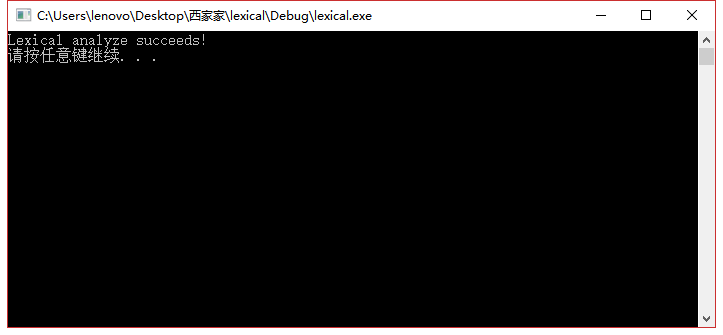 C:\Users\lenovo\Desktop\西家家\lexical\Debug\lexical.exe
Lexical analyze succeeds!
请按任意键继续. . .